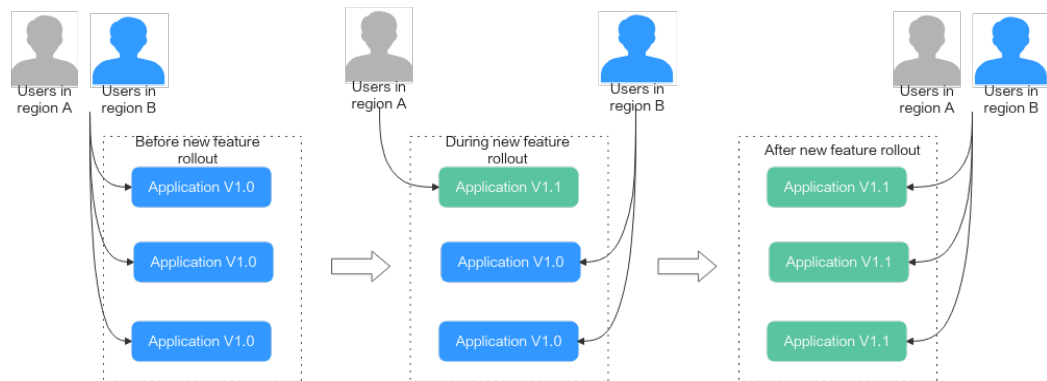 Users in
region A
Users in
region B
Before new feature
rollout
Application V1.0
Application V1.0
Application V1.0
Users in
region A
Users in
region B
During new feature
rollout
Application V1.1
Application V1.0
Application V1.0
Users in
region A
Users in
region B
After new feature rollout
Application V1.1
Application V1.1
Application V1.1